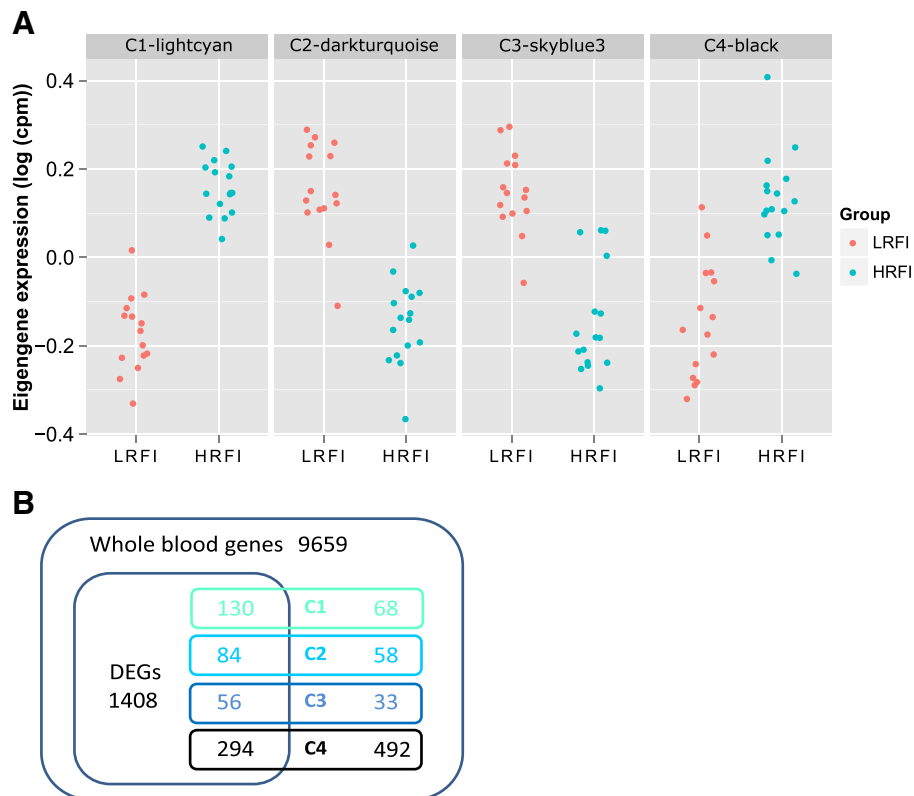 A
C1-lightcyan C2-darkturquoise C3-skyblue3 C4-black
Eigengene expression (log (cpm))
0.4
0.2
0.0
−0.2
−0.4
LRFI HRFI LRFI HRFI LRFI HRFI LRFI HRFI
Group
LRFI
HRFI
B
Whole blood genes 9659
130 C1 68
84 C2 58
DEGs
1408
56 C3 33
294 C4 492